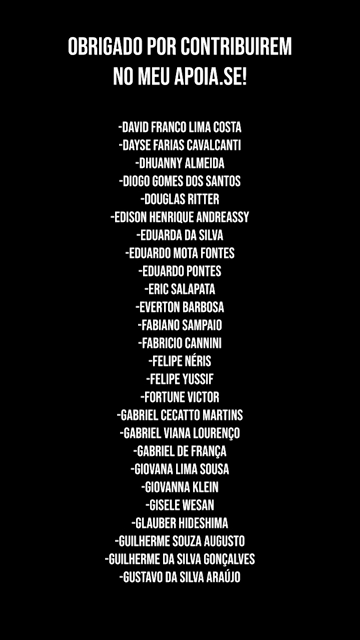 OBRIGADO POR CONTRIBUIREM
NO MEU APOIA.SE!
-DAVID FRANCO LIMA COSTA
-DAYSE FARIAS CAVALCANTI
-DHUANNY ALMEIDA
-DIOGO GOMES DOS SANTOS
-DOUGLAS RITTER
-EDISON HENRIQUE ANDREASSY
-EDUARDA DA SILVA
-EDUARDO MOTA FONTES
-EDUARDO PONTES
-ERIC SALAPATA
-EVERTON BARBOSA
-FABIANO SAMPAIO
-FABRICIO CANNINI
-FELIPE NÉRIS
-FELIPE YUSSIF
-FORTUNE VICTOR
-GABRIEL CECATTO MARTINS
-GABRIEL VIANA LOURENÇO
-GABRIEL DE FRANÇA
-GIOVANA LIMA SOUSA
-GIOVANNA KLEIN
-GISELE WESAN
-GLAUBER HIDESHIMA
-GUILHERME SOUZA AUGUSTO
-GUILHERME DA SILVA GONÇALVES
-GUSTAVO DA SILVA ARAÚJO